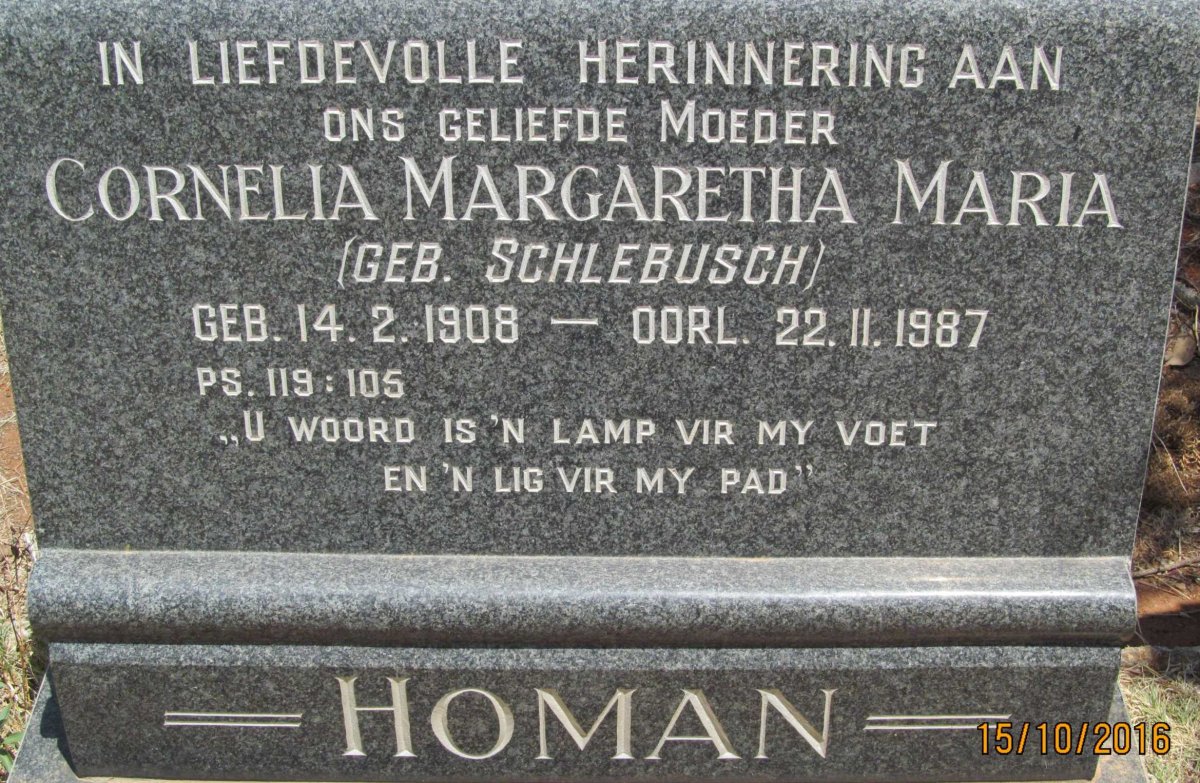 IN LIEFDEVOLLE HERINNERING AAN
ONS GELIEFDE MOEDER
CORNELIA MARGARETHA MARIA
(GEB. SCHLEBUSCH)
GEB. 14. 2. 1908 — OORL. 22. 11. 1987
PS. 119 : 105
„U WOORD IS 'N LAMP VIR MY VOET
EN 'N LIG VIR MY PAD”
HOMAN
15/10/2016